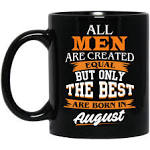 ALL
MEN
ARE CREATED
EQUAL
BUT ONLY
THE BEST
ARE BORN IN
August